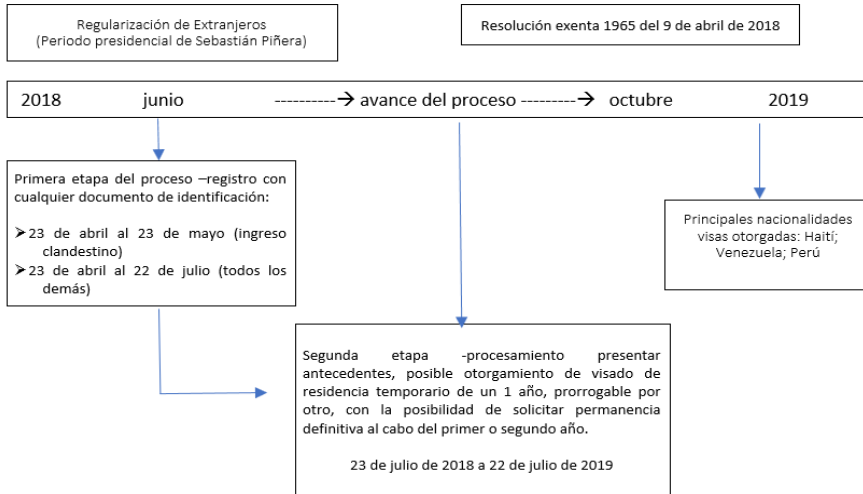 Regularización de Extranjeros
(Periodo presidencial de Sebastián Piñera)
Resolución exenta 1965 del 9 de abril de 2018
2018 junio ----------→ avance del proceso -------→ octubre 2019
Primera etapa del proceso –registro con
cualquier documento de identificación:
➤23 de abril al 23 de mayo (ingreso
clandestino)
➤23 de abril al 22 de julio (todos los
demás)
Principales nacionalidades
visas otorgadas: Haití;
Venezuela; Perú
Segunda etapa -procesamiento presentar
antecedentes, posible otorgamiento de visado de
residencia temporario de un 1 año, prorrogable por
otro, con la posibilidad de solicitar permanencia
definitiva al cabo del primer o segundo año.
23 de julio de 2018 a 22 de julio de 2019